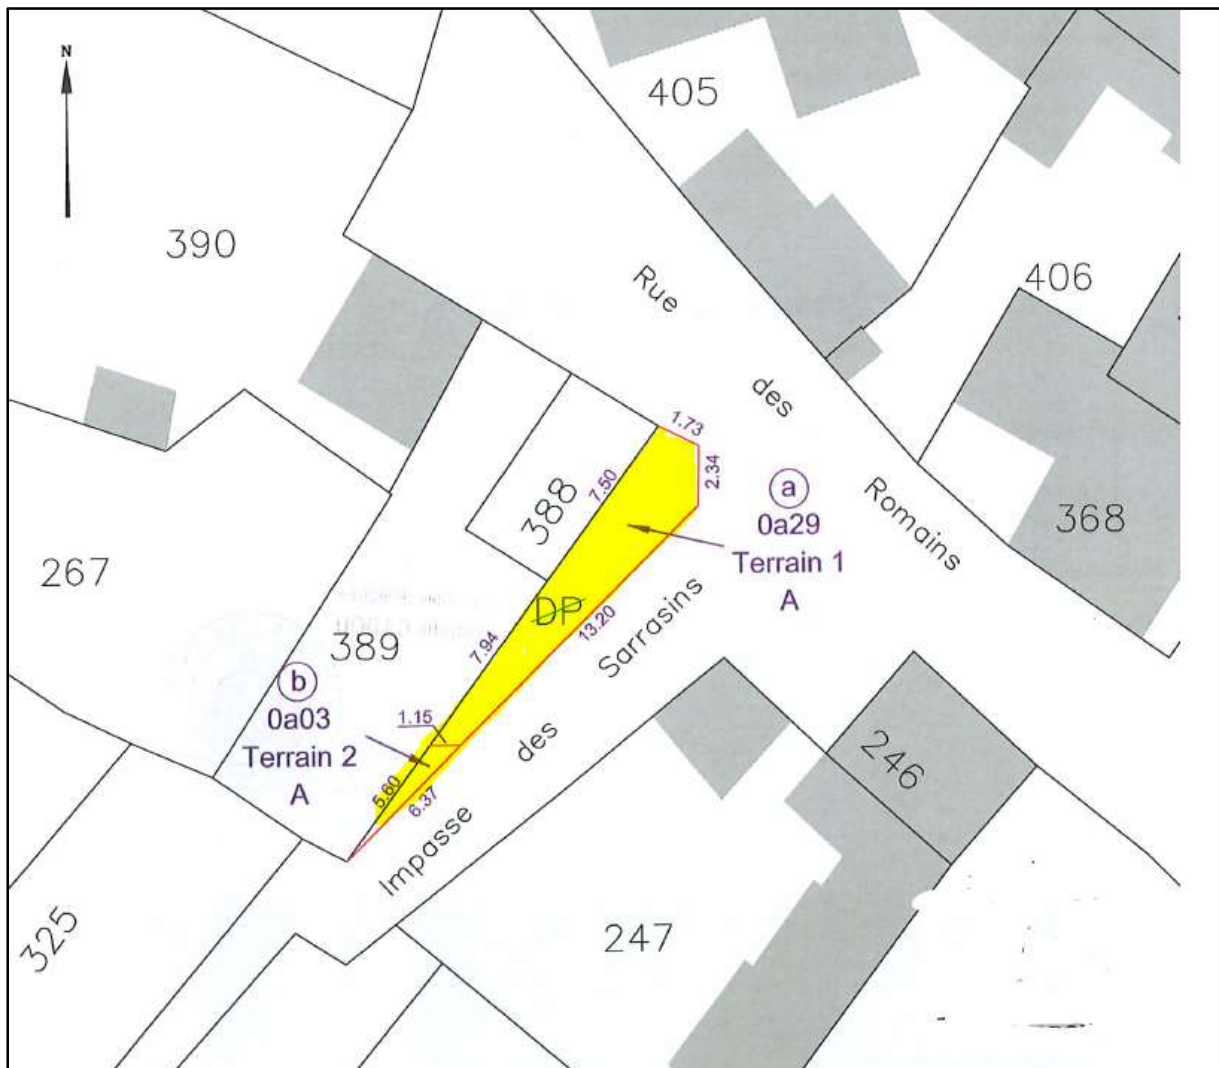 N
405
390
406
Rue
des
Romains
1.73
2.34
7.50
388
a
0a29
Terrain 1
A
368
267
DP
13.20
Sarrasins
7.94
389
b
0a03
Terrain 2
A
1.15
des
5.60
6.37
Impasse
246
325
247